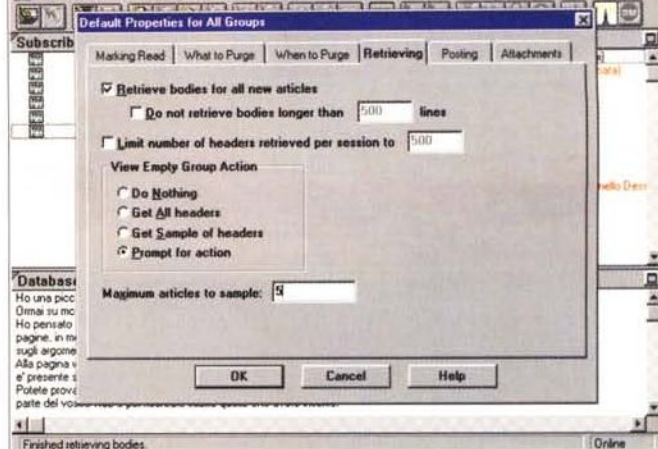 Default Properties for All Groups
Subscrib
Marking Read What to Purge When to Purge Retrieving Posting Attachments
Retrieve bodies for all new articles
Do not retrieve bodies longer than 500 lines
Limit number of headers retrieved per session to 500
View Empty Group Action
Do Nothing
Get All headers
Get Sample of headers
Prompt for action
Maximum articles to sample: 5
OK Cancel Help
Database
Ho una picc
Ormai su mo
Ho pensato
pagine, in m
sugli argome
Alla pagina v
e' presente s
Potete prova
Finished retrieving bodies. Online